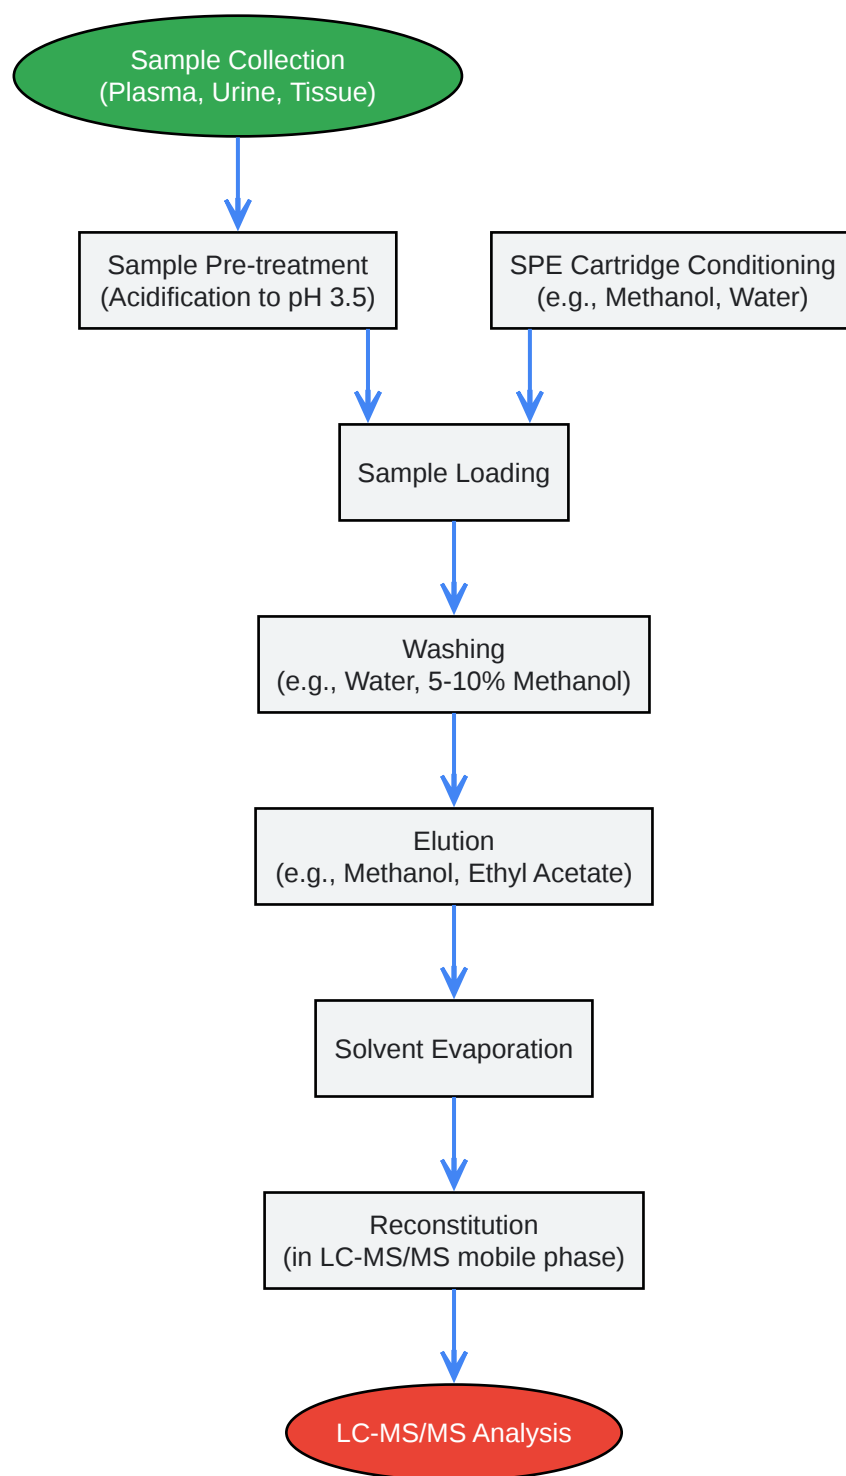 Sample Collection
(Plasma, Urine, Tissue)
Sample Pre-treatment
(Acidification to pH 3.5)
SPE Cartridge Conditioning
(e.g., Methanol, Water)
Sample Loading
Washing
(e.g., Water, 5-10% Methanol)
Elution
(e.g., Methanol, Ethyl Acetate)
Solvent Evaporation
Reconstitution
(in LC-MS/MS mobile phase)
LC-MS/MS Analysis